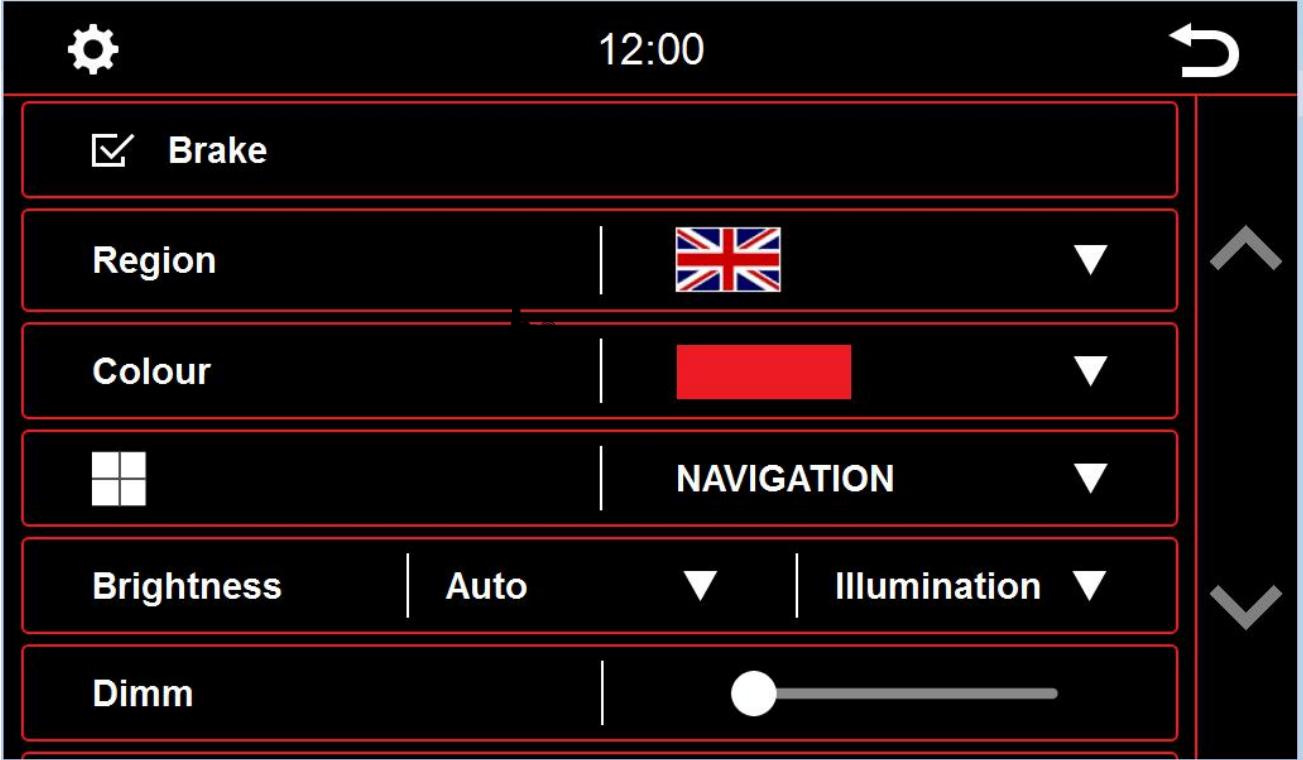 12:00
Brake
Region
Colour
NAVIGATION
Brightness Auto Illumination
Dimm